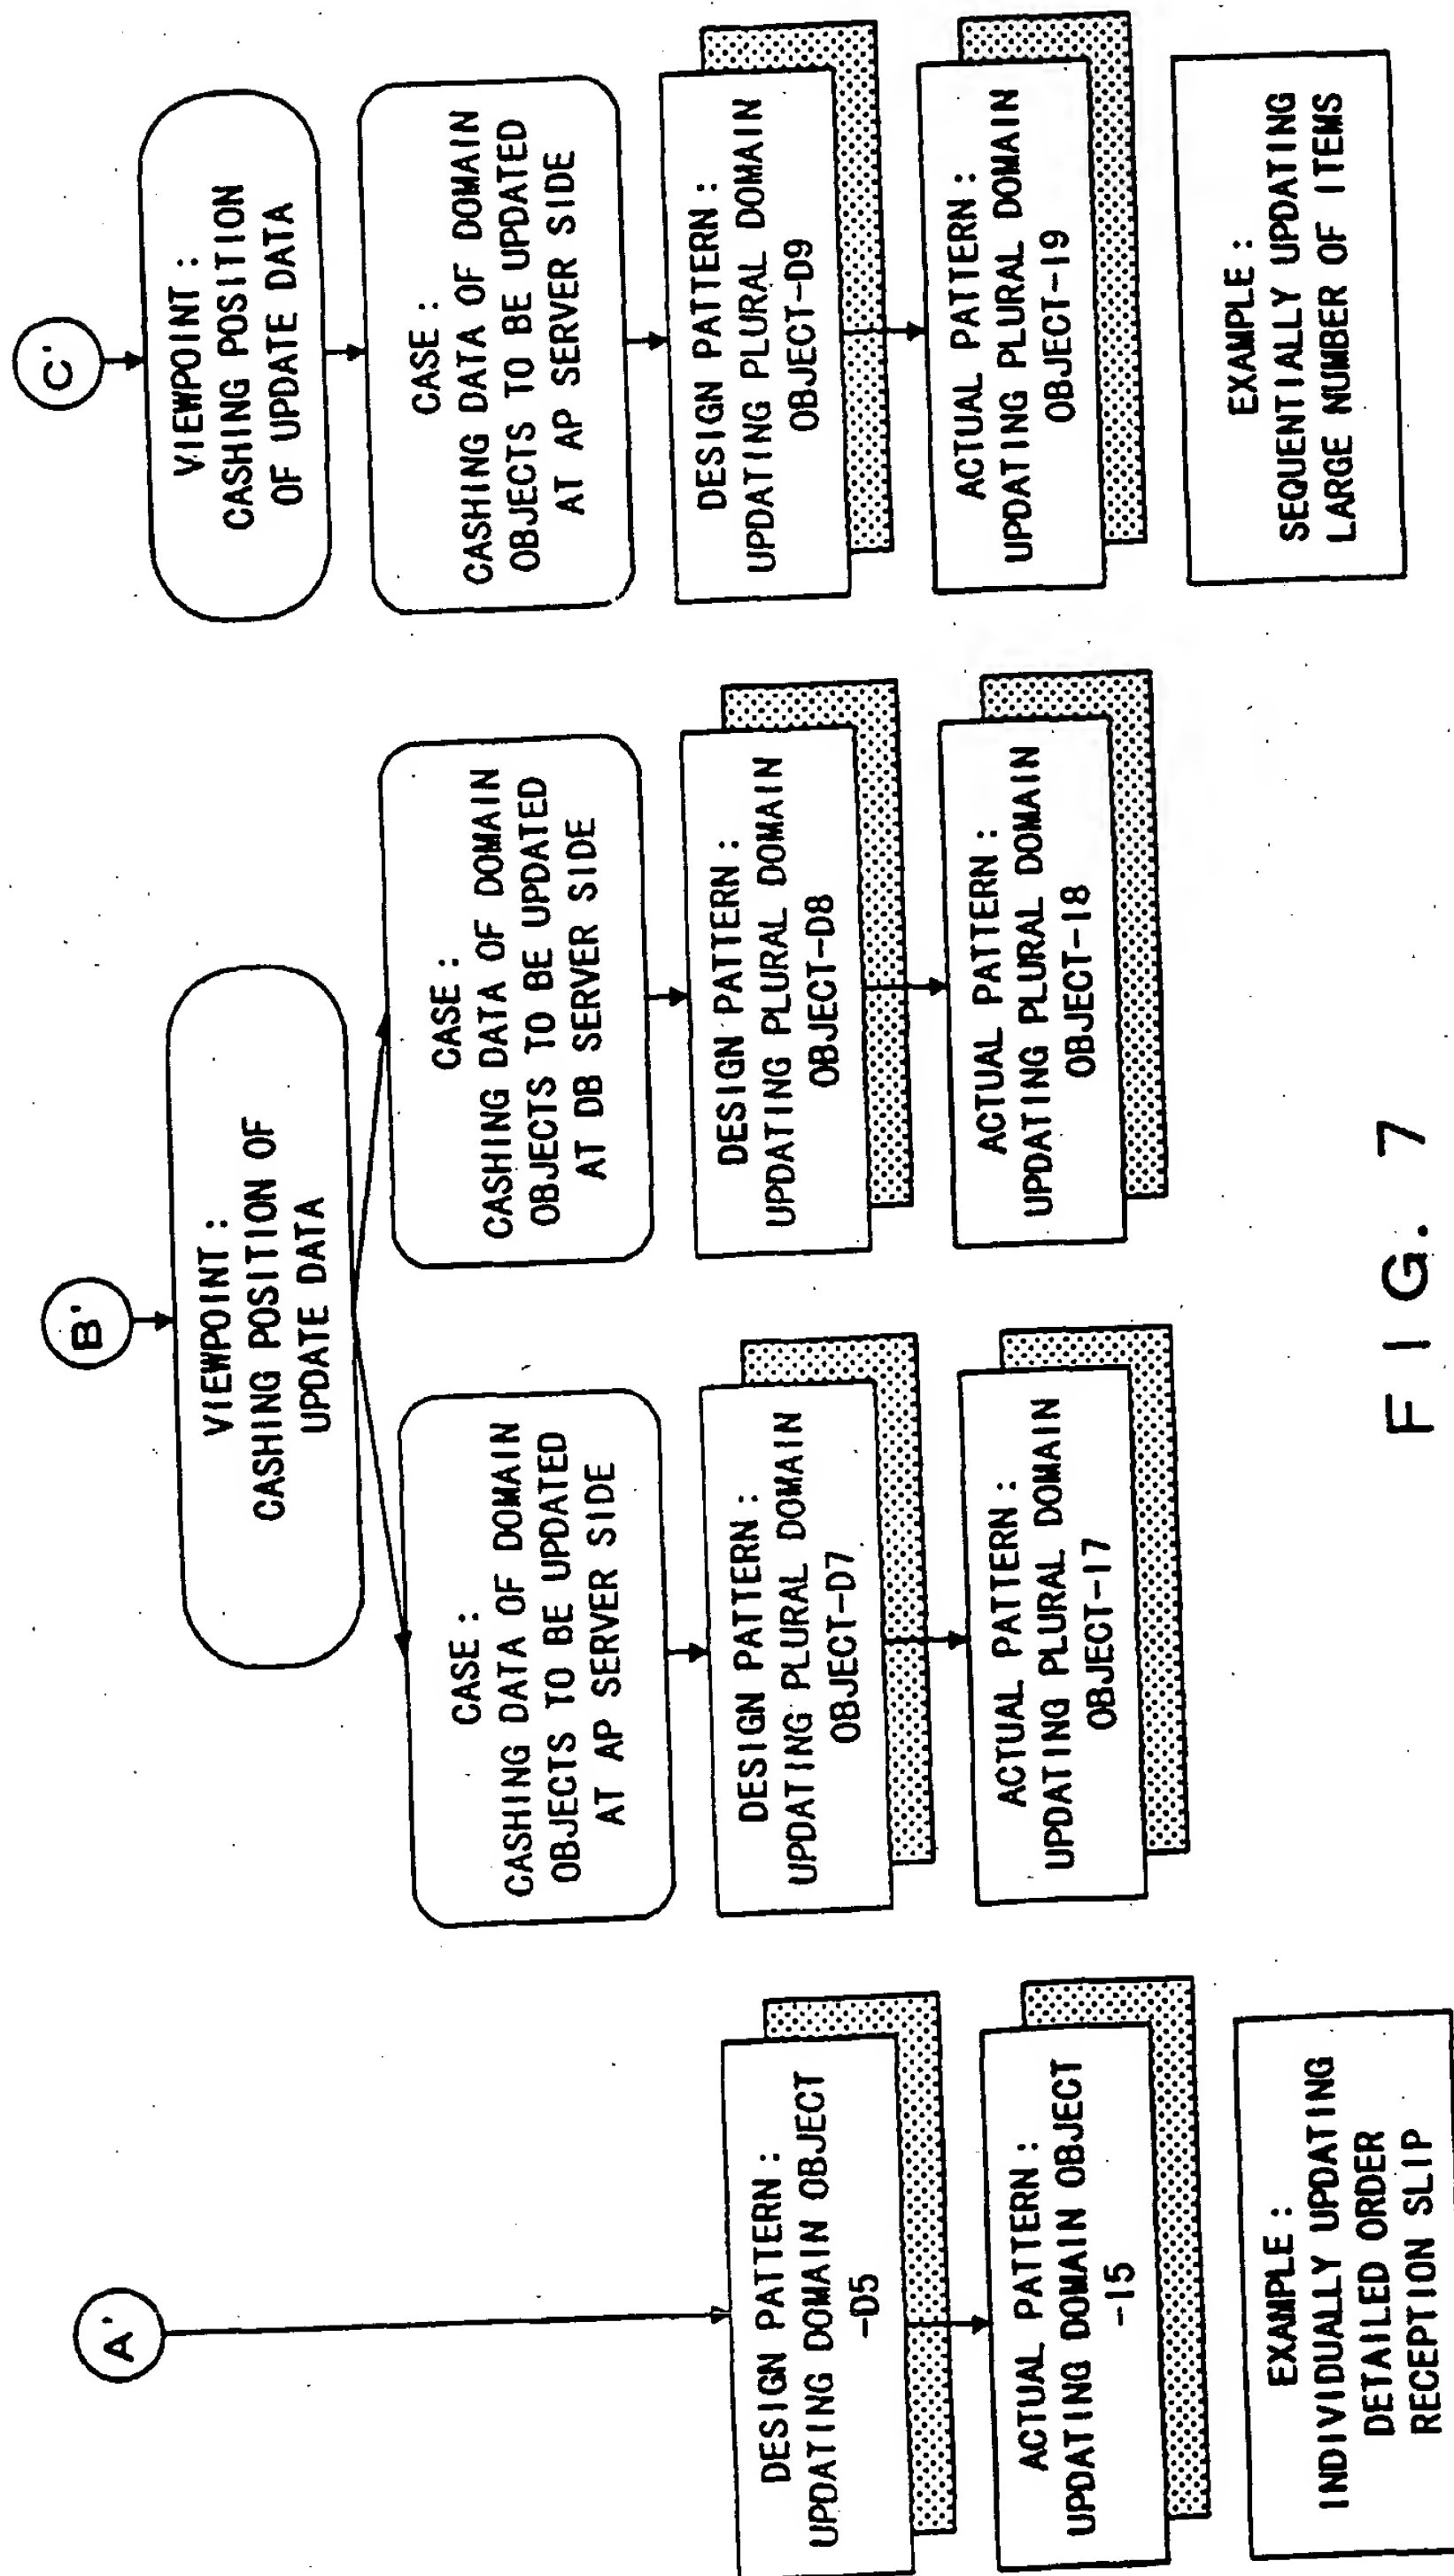 A'
DESIGN PATTERN :
UPDATING DOMAIN OBJECT
-D5
ACTUAL PATTERN :
UPDATING DOMAIN OBJECT
-I5
EXAMPLE :
INDIVIDUALLY UPDATING
DETAILED ORDER
RECEPTION SLIP
B'
VIEWPOINT :
CASHING POSITION OF
UPDATE DATA
CASE :
CASHING DATA OF DOMAIN
OBJECTS TO BE UPDATED
AT AP SERVER SIDE
DESIGN PATTERN :
UPDATING PLURAL DOMAIN
OBJECT-D7
ACTUAL PATTERN :
UPDATING PLURAL DOMAIN
OBJECT-I7
CASE :
CASHING DATA OF DOMAIN
OBJECTS TO BE UPDATED
AT DB SERVER SIDE
DESIGN PATTERN :
UPDATING PLURAL DOMAIN
OBJECT-D8
ACTUAL PATTERN :
UPDATING PLURAL DOMAIN
OBJECT-I8
C'
VIEWPOINT :
CASHING POSITION
OF UPDATE DATA
CASE :
CASHING DATA OF DOMAIN
OBJECTS TO BE UPDATED
AT AP SERVER SIDE
DESIGN PATTERN :
UPDATING PLURAL DOMAIN
OBJECT-D9
ACTUAL PATTERN :
UPDATING PLURAL DOMAIN
OBJECT-I9
EXAMPLE :
SEQUENTIALLY UPDATING
LARGE NUMBER OF ITEMS
FIG. 7